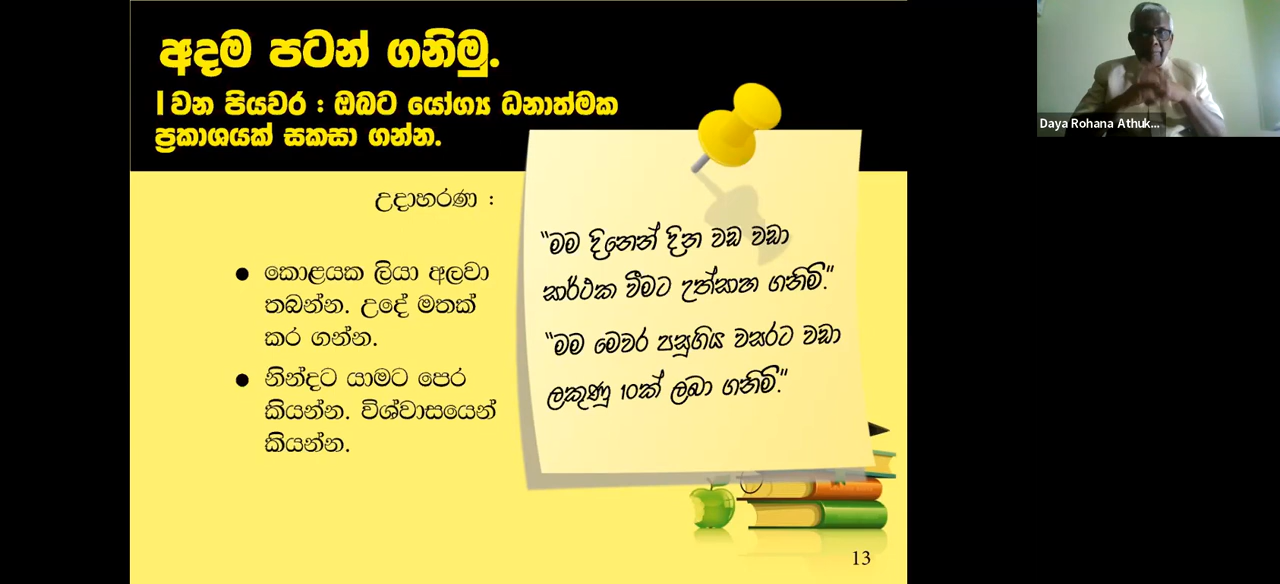 අදම පටන් ගනිමු.
1 වන පියවර : ඔබට යෝග්‍ය ධනාත්මක
ප්‍රකාශයක් සකසා ගන්න.
උදාහරණ :
● කොළයක ලියා අලවා
තබන්න. උදේ මතක්
කර ගන්න.
● නින්දට යාමට පෙර
කියන්න. විශ්වාසයෙන්
කියන්න.
“මම දිනෙන් දින වඩ වඩා
සාර්ථක වීමට උත්සාහ ගනිමි.”
“මම මෙවර පසුගිය වසරට වඩා
ලකුණු 10ක් ලබා ගනිමි.”
13
Daya Rohana Athuk...